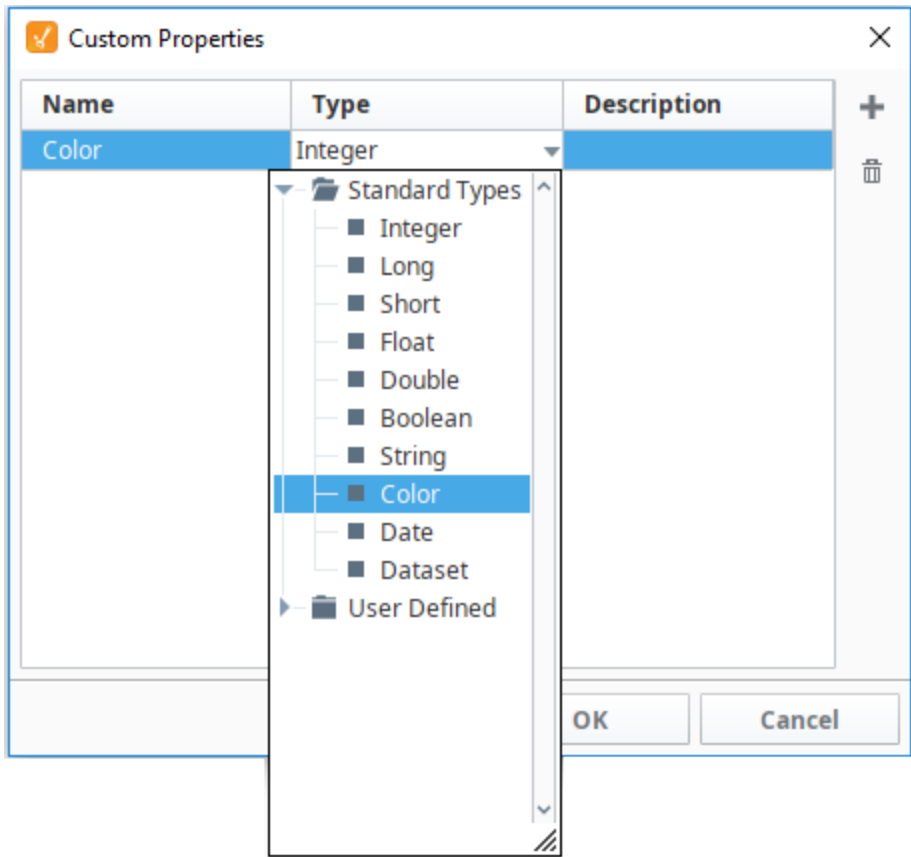 Custom Properties
Name Type Description
Color Integer
Standard Types
Integer
Long
Short
Float
Double
Boolean
String
Color
Date
Dataset
User Defined
OK Cancel